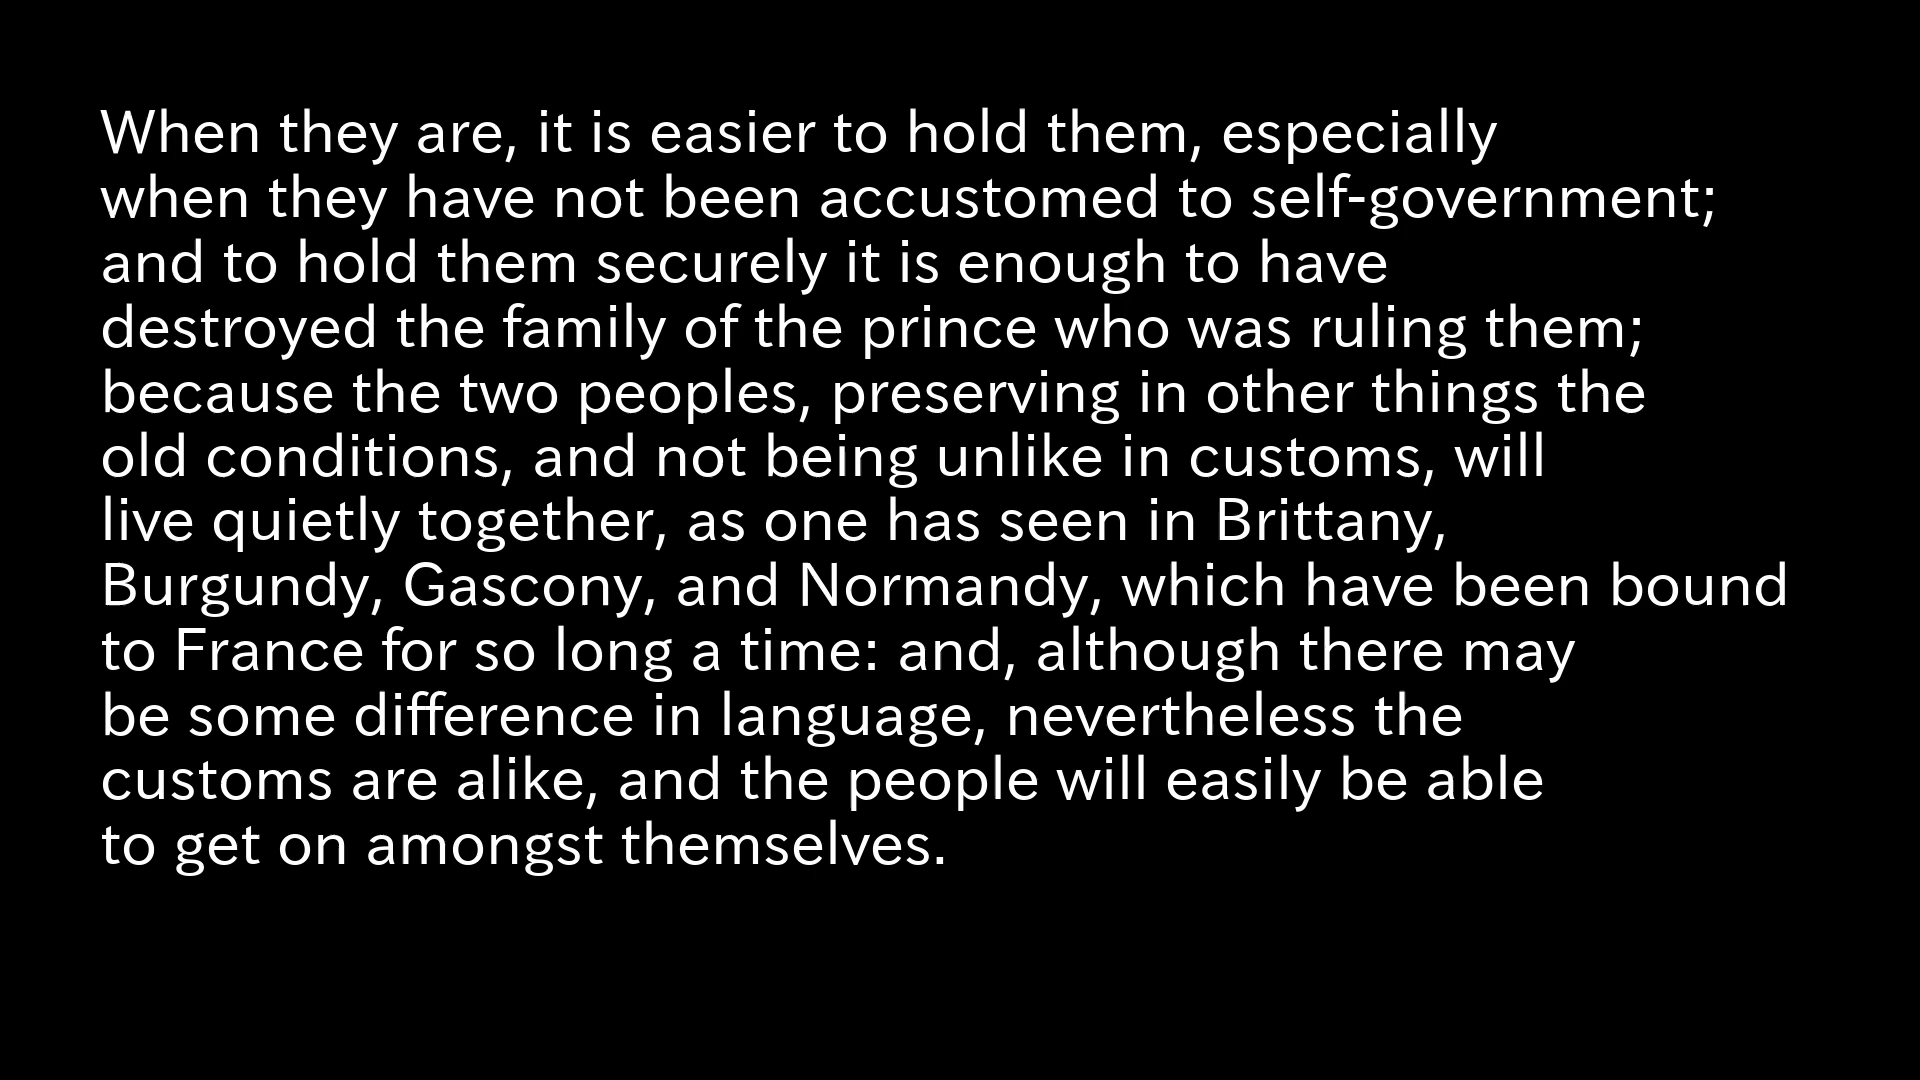 When they are, it is easier to hold them, especially
when they have not been accustomed to self-government;
and to hold them securely it is enough to have
destroyed the family of the prince who was ruling them;
because the two peoples, preserving in other things the
old conditions, and not being unlike in customs, will
live quietly together, as one has seen in Brittany,
Burgundy, Gascony, and Normandy, which have been bound
to France for so long a time: and, although there may
be some difference in language, nevertheless the
customs are alike, and the people will easily be able
to get on amongst themselves.